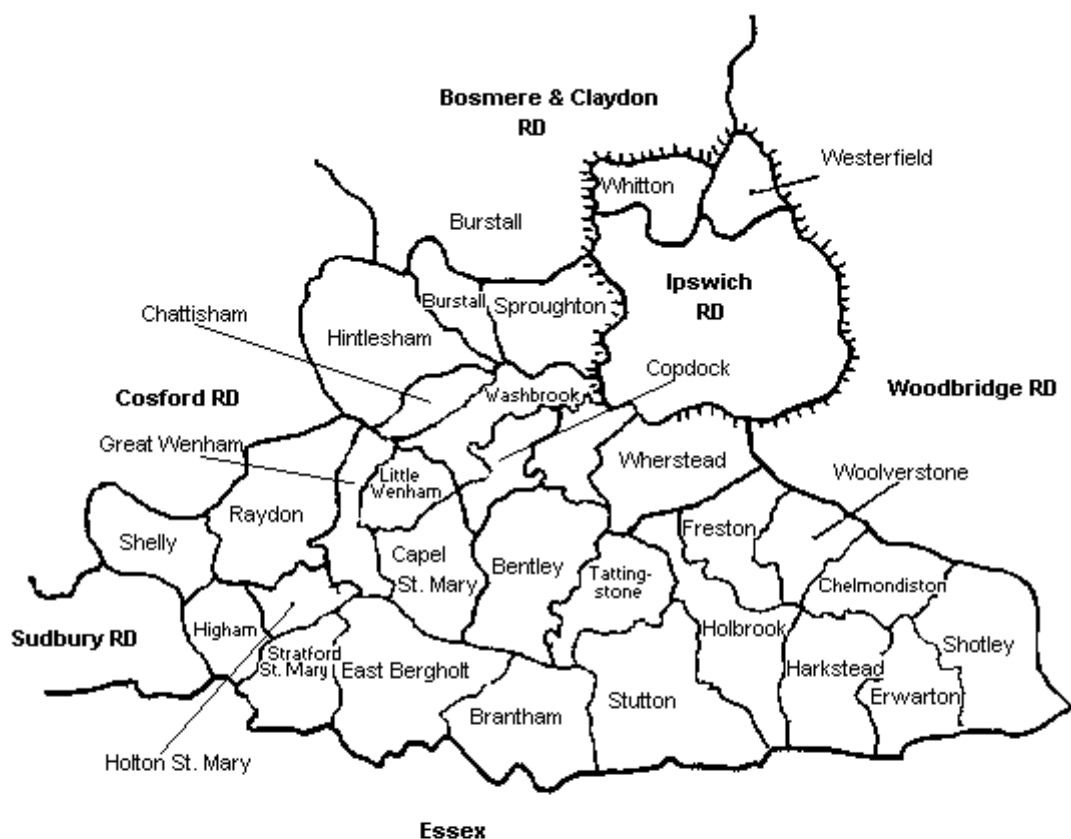 Bosmere & Claydon
RD
Westerfield
Whitton
Burstall
Ipswich
RD
Burstall
Sproughton
Chattisham
Hintlesham
Copdock
Cosford RD
Washbrook
Woodbridge RD
Great Wenham
Little
Wenham
Wherstead
Woolverstone
Raydon
Freston
Shelly
Capel
St. Mary
Bentley
Tatting-
stone
Chelmondiston
Sudbury RD
Higham
Holbrook
Shotley
Stratford
St. Mary
East Bergholt
Harkstead
Stutton
Erwarton
Brantham
Holton St. Mary
Essex